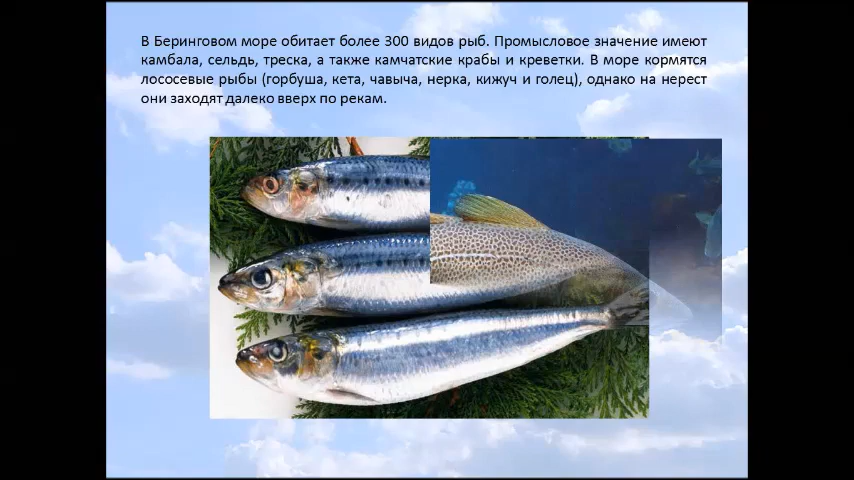 В Беринговом море обитает более 300 видов рыб. Промысловое значение имеют
камбала, сельдь, треска, а также камчатские крабы и креветки. В море кормятся
лососевые рыбы (горбуша, кета, чавыча, нерка, кижуч и голец), однако на нерест
они заходят далеко вверх по рекам.